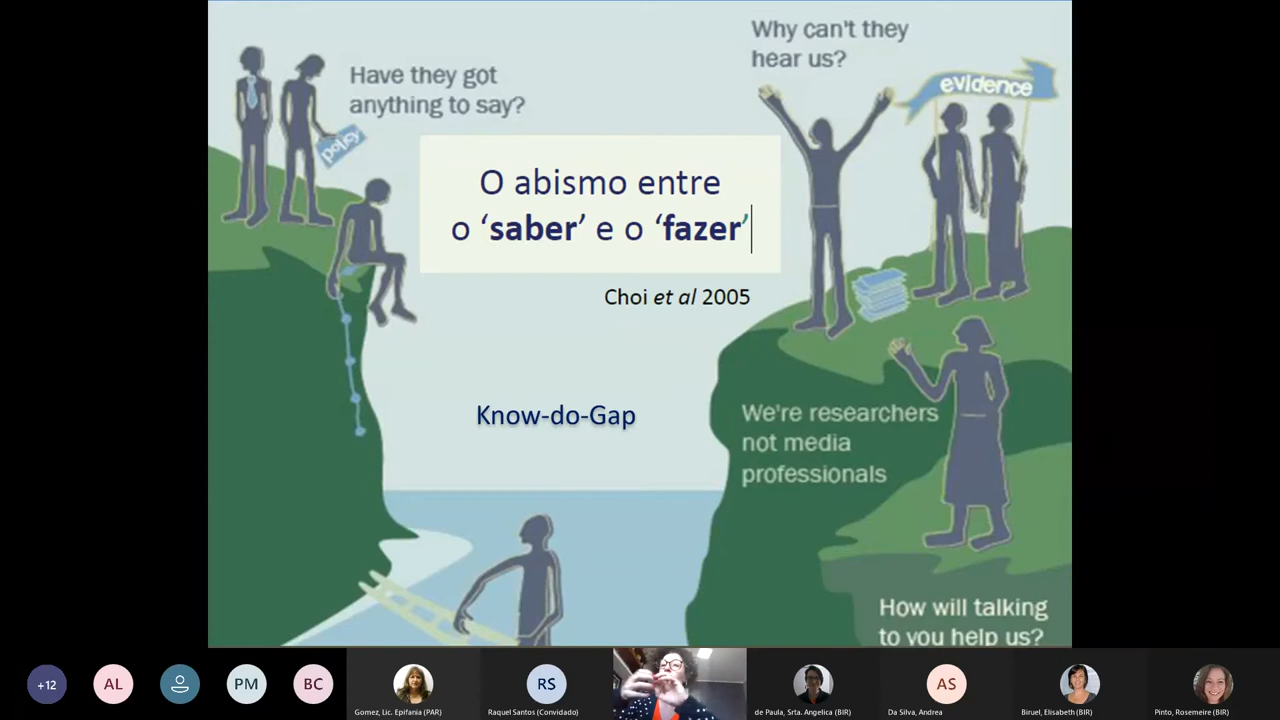 Why can't they
hear us?
Have they got
anything to say?
evidence
policy
O abismo entre
o ‘saber’ e o ‘fazer’
Choi et al 2005
Know-do-Gap
We're researchers
not media
professionals
How will talking
to you help us?
+12
AL
PM
BC
RS
AS
Gomez, Lic. Epifania (PAR)
Raquel Santos (Convidado)
de Paula, Srta. Angelica (BIR)
Da Silva, Andrea
Biruel, Elisabeth (BIR)
Pinto, Rosemeire (BIR)